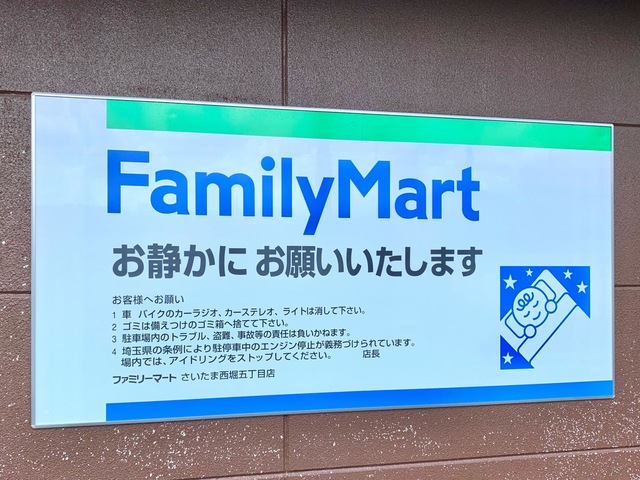 FamilyMart
お静かに お願いいたします
お客様へお願い
1 車 バイクのカーラジオ、カーステレオ、ライトは消して下さい。
2 ゴミは備えつけのゴミ箱へ捨てて下さい。
3 駐車場内のトラブル、盗難、事故等の責任は負いかねます。
4 埼玉県の条例により駐停車中のエンジン停止が義務づけられています。
場内では、アイドリングをストップしてください。 店長
ファミリーマート さいたま西堀五丁目店